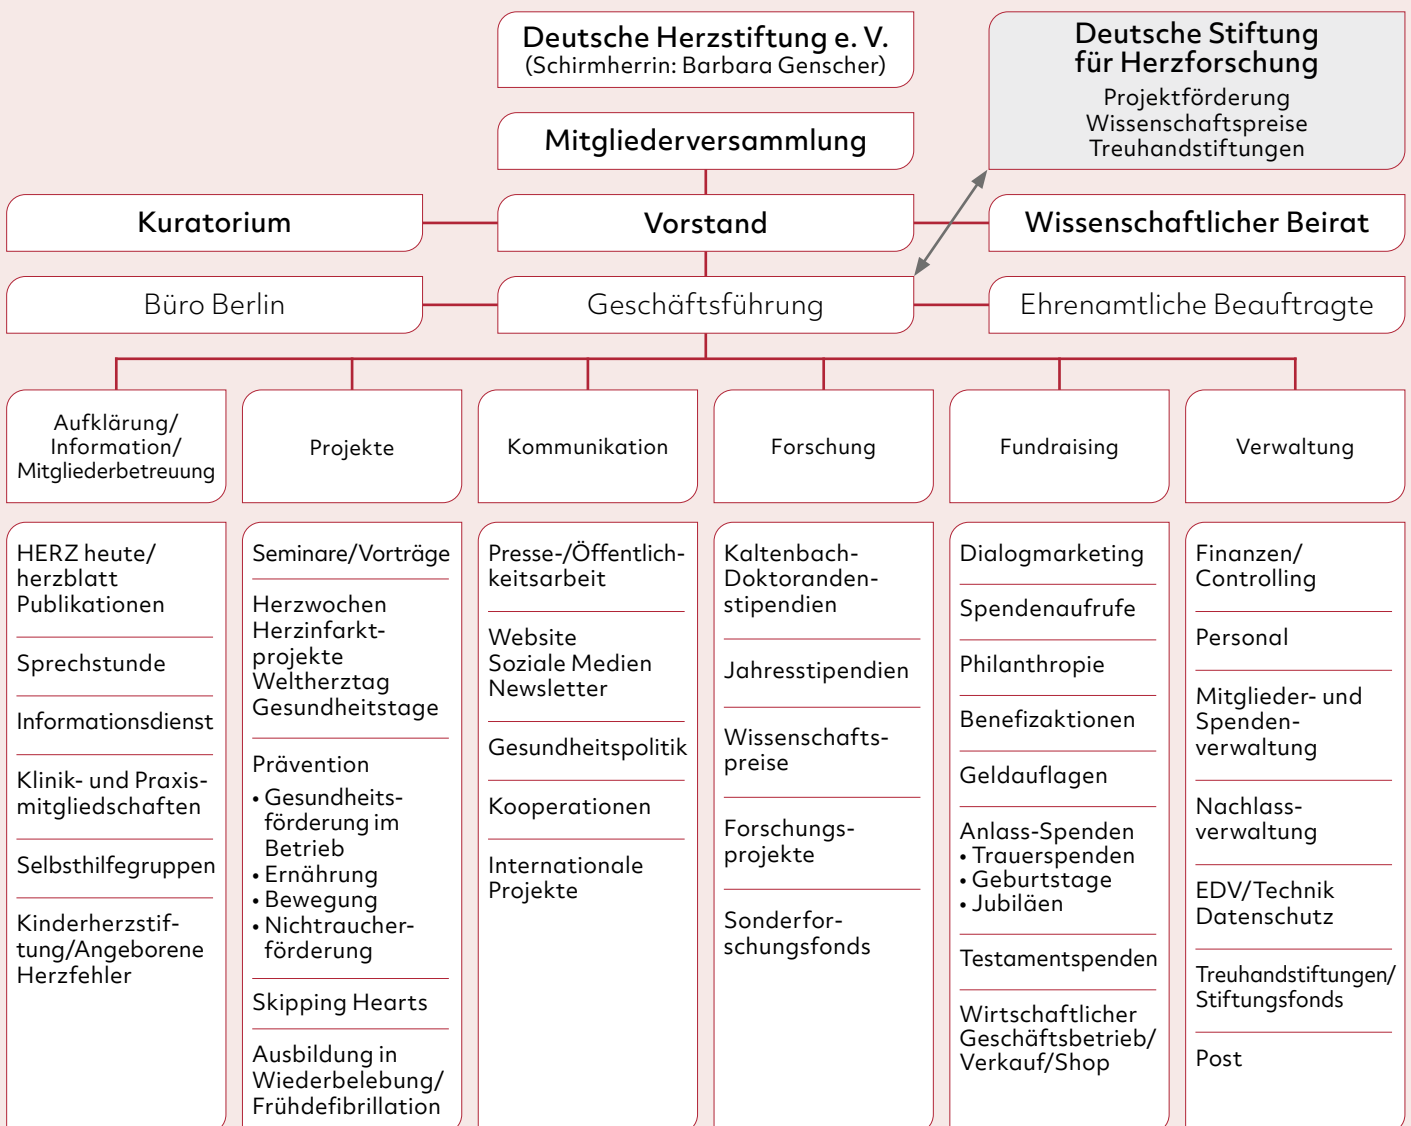 Deutsche Herzstiftung e. V.
(Schirmherrin: Barbara Genscher)
Deutsche Stiftung
für Herzforschung
Projektförderung
Wissenschaftspreise
Treuhandstiftungen
Mitgliederversammlung
Kuratorium
Vorstand
Wissenschaftlicher Beirat
Büro Berlin
Geschäftsführung
Ehrenamtliche Beauftragte
Aufklärung/
Information/
Mitgliederbetreuung
Projekte
Kommunikation
Forschung
Fundraising
Verwaltung
HERZ heute/
herzblatt
Publikationen
Sprechstunde
Informationsdienst
Klinik- und Praxis-
mitgliedschaften
Selbsthilfegruppen
Kinderherzstif-
tung/Angeborene
Herzfehler
Seminare/Vorträge
Herzwochen
Herzinfarkt-
projekte
Weltherztag
Gesundheitstage
Prävention
• Gesundheits-
förderung im
Betrieb
• Ernährung
• Bewegung
• Nichtraucher-
förderung
Skipping Hearts
Ausbildung in
Wiederbelebung/
Frühdefibrillation
Presse-/Öffentlich-
keitsarbeit
Website
Soziale Medien
Newsletter
Gesundheitspolitik
Kooperationen
Internationale
Projekte
Kaltenbach-
Doktoranden-
stipendien
Jahresstipendien
Wissenschafts-
preise
Forschungs-
projekte
Sonderfor-
schungsfonds
Dialogmarketing
Spendenaufrufe
Philanthropie
Benefizaktionen
Geldauflagen
Anlass-Spenden
• Trauerspenden
• Geburtstage
• Jubiläen
Testamentspenden
Wirtschaftlicher
Geschäftsbetrieb/
Verkauf/Shop
Finanzen/
Controlling
Personal
Mitglieder- und
Spenden-
verwaltung
Nachlass-
verwaltung
EDV/Technik
Datenschutz
Treuhandstiftungen/
Stiftungsfonds
Post